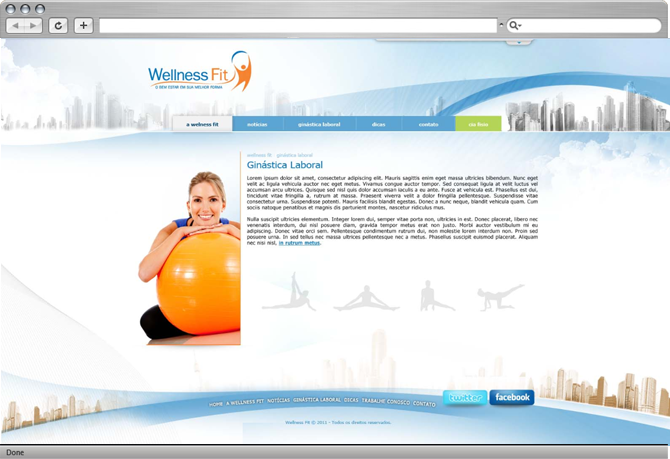 Wellness Fit
O BEM ESTAR EM SUA MELHOR FORMA
a welness fit notícias ginástica laboral dicas contato
wellness fit ginástica laboral
Ginástica Laboral
Lorem ipsum dolor sit amet, consectetur adipiscing elit. Mauris sagittis enim eget massa ultricies bibendum. Nunc eget
velit ac ligula vehicula auctor nec eget metus. Vivamus congue auctor tempor. Sed consequat ligula at velit luctus vel
accumsan arcu ultrices. Quisque sed nisl quis dolor accumsan iaculis a eu ante. Fusce at vehicula est. Phasellus est dui,
tincidunt vitae fringilla a, rutrum at massa. Praesent viverra velit a dolor fringilla pellentesque. Suspendisse vitae
consectetur urna. Suspendisse potenti. Mauris facilisis blandit egestas. Donec a nunc neque, blandit vehicula quam. Cum
sociis natoque penatibus et magnis dis parturient montes, nascetur ridiculus mus.
Nulla suscipit ultricies elementum. Integer lorem dui, semper vitae porta non, ultricies in est. Donec placerat, libero nec
venenatis interdum, dui nisl posuere diam, gravida tempor metus erat non justo. Morbi auctor vestibulum mi eu
adipiscing. Donec vitae orci sem. Pellentesque condimentum rutrum dui, non molestie lorem interdum non. Proin sed
posuere urna. In sed tellus nec massa ultrices pellentesque nec a metus. Phasellus suscipit euismod placerat. Aliquam
nec nisi nisl, in rutrum metus.
HOME A WELLNESS FIT NOTÍCIAS GINÁSTICA LABORAL DICAS TRABALHE CONOSCO CONTATO
twitter facebook
Wellness Fit © 2011 - Todos os direitos reservados.
Done